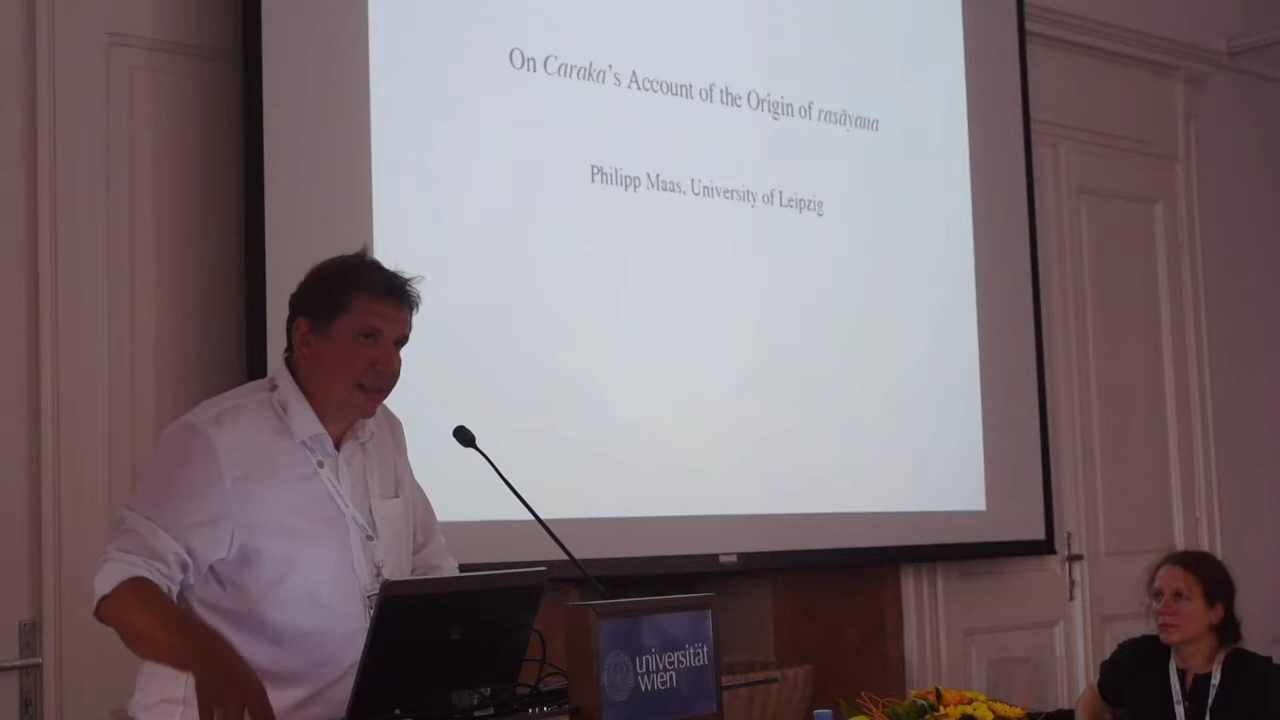 On Caraka's Account of the Origin of rasāyana
Philipp Maas, University of Leipzig
universität
wien